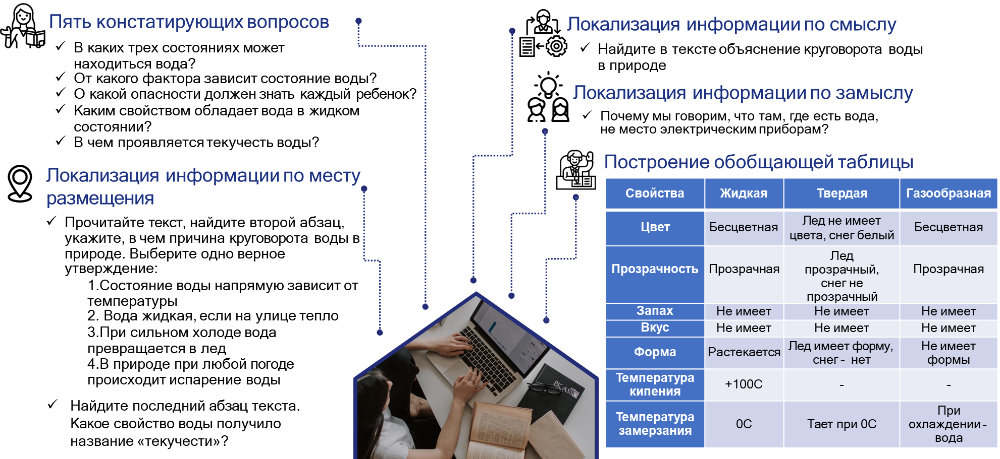 Пять констатирующих вопросов
✓ В каких трех состояниях может
находиться вода?
✓ От какого фактора зависит состояние воды?
✓ О какой опасности должен знать каждый ребенок?
✓ Каким свойством обладает вода в жидком
состоянии?
✓ В чем проявляется текучесть воды?
Локализация информации по месту
размещения
✓ Прочитайте текст, найдите второй абзац,
укажите, в чем причина круговорота воды в
природе. Выберите одно верное
утверждение:
1.Состояние воды напрямую зависит от
температуры
2. Вода жидкая, если на улице тепло
3.При сильном холоде вода
превращается в лед
4.В природе при любой погоде
происходит испарение воды
✓ Найдите последний абзац текста.
Какое свойство воды получило
название «текучести»?
Локализация информации по смыслу
✓ Найдите в тексте объяснение круговорота воды
в природе
Локализация информации по замыслу
✓ Почему мы говорим, что там, где есть вода,
не место электрическим приборам?
Построение обобщающей таблицы
Свойства Жидкая Твердая Газообразная
Цвет Бесцветная Лед не имеет
цвета, снег белый Бесцветная
Прозрачность Прозрачная Лед
прозрачный,
снег не
прозрачный Прозрачная
Запах Не имеет Не имеет Не имеет
Вкус Не имеет Не имеет Не имеет
Форма Растекается Лед имеет форму,
снег - нет Не имеет
формы
Температура
кипения +100С - -
Температура
замерзания 0С Тает при 0С При
охлаждении-
вода
PICASSO